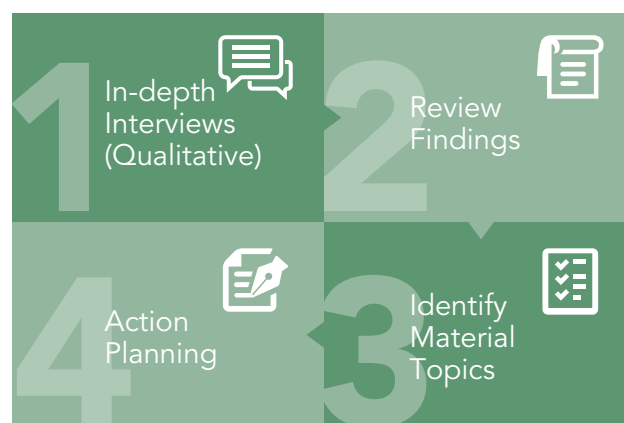 1
In-depth
Interviews
(Qualitative)
2
Review
Findings
3
Identify
Material
Topics
4
Action
Planning